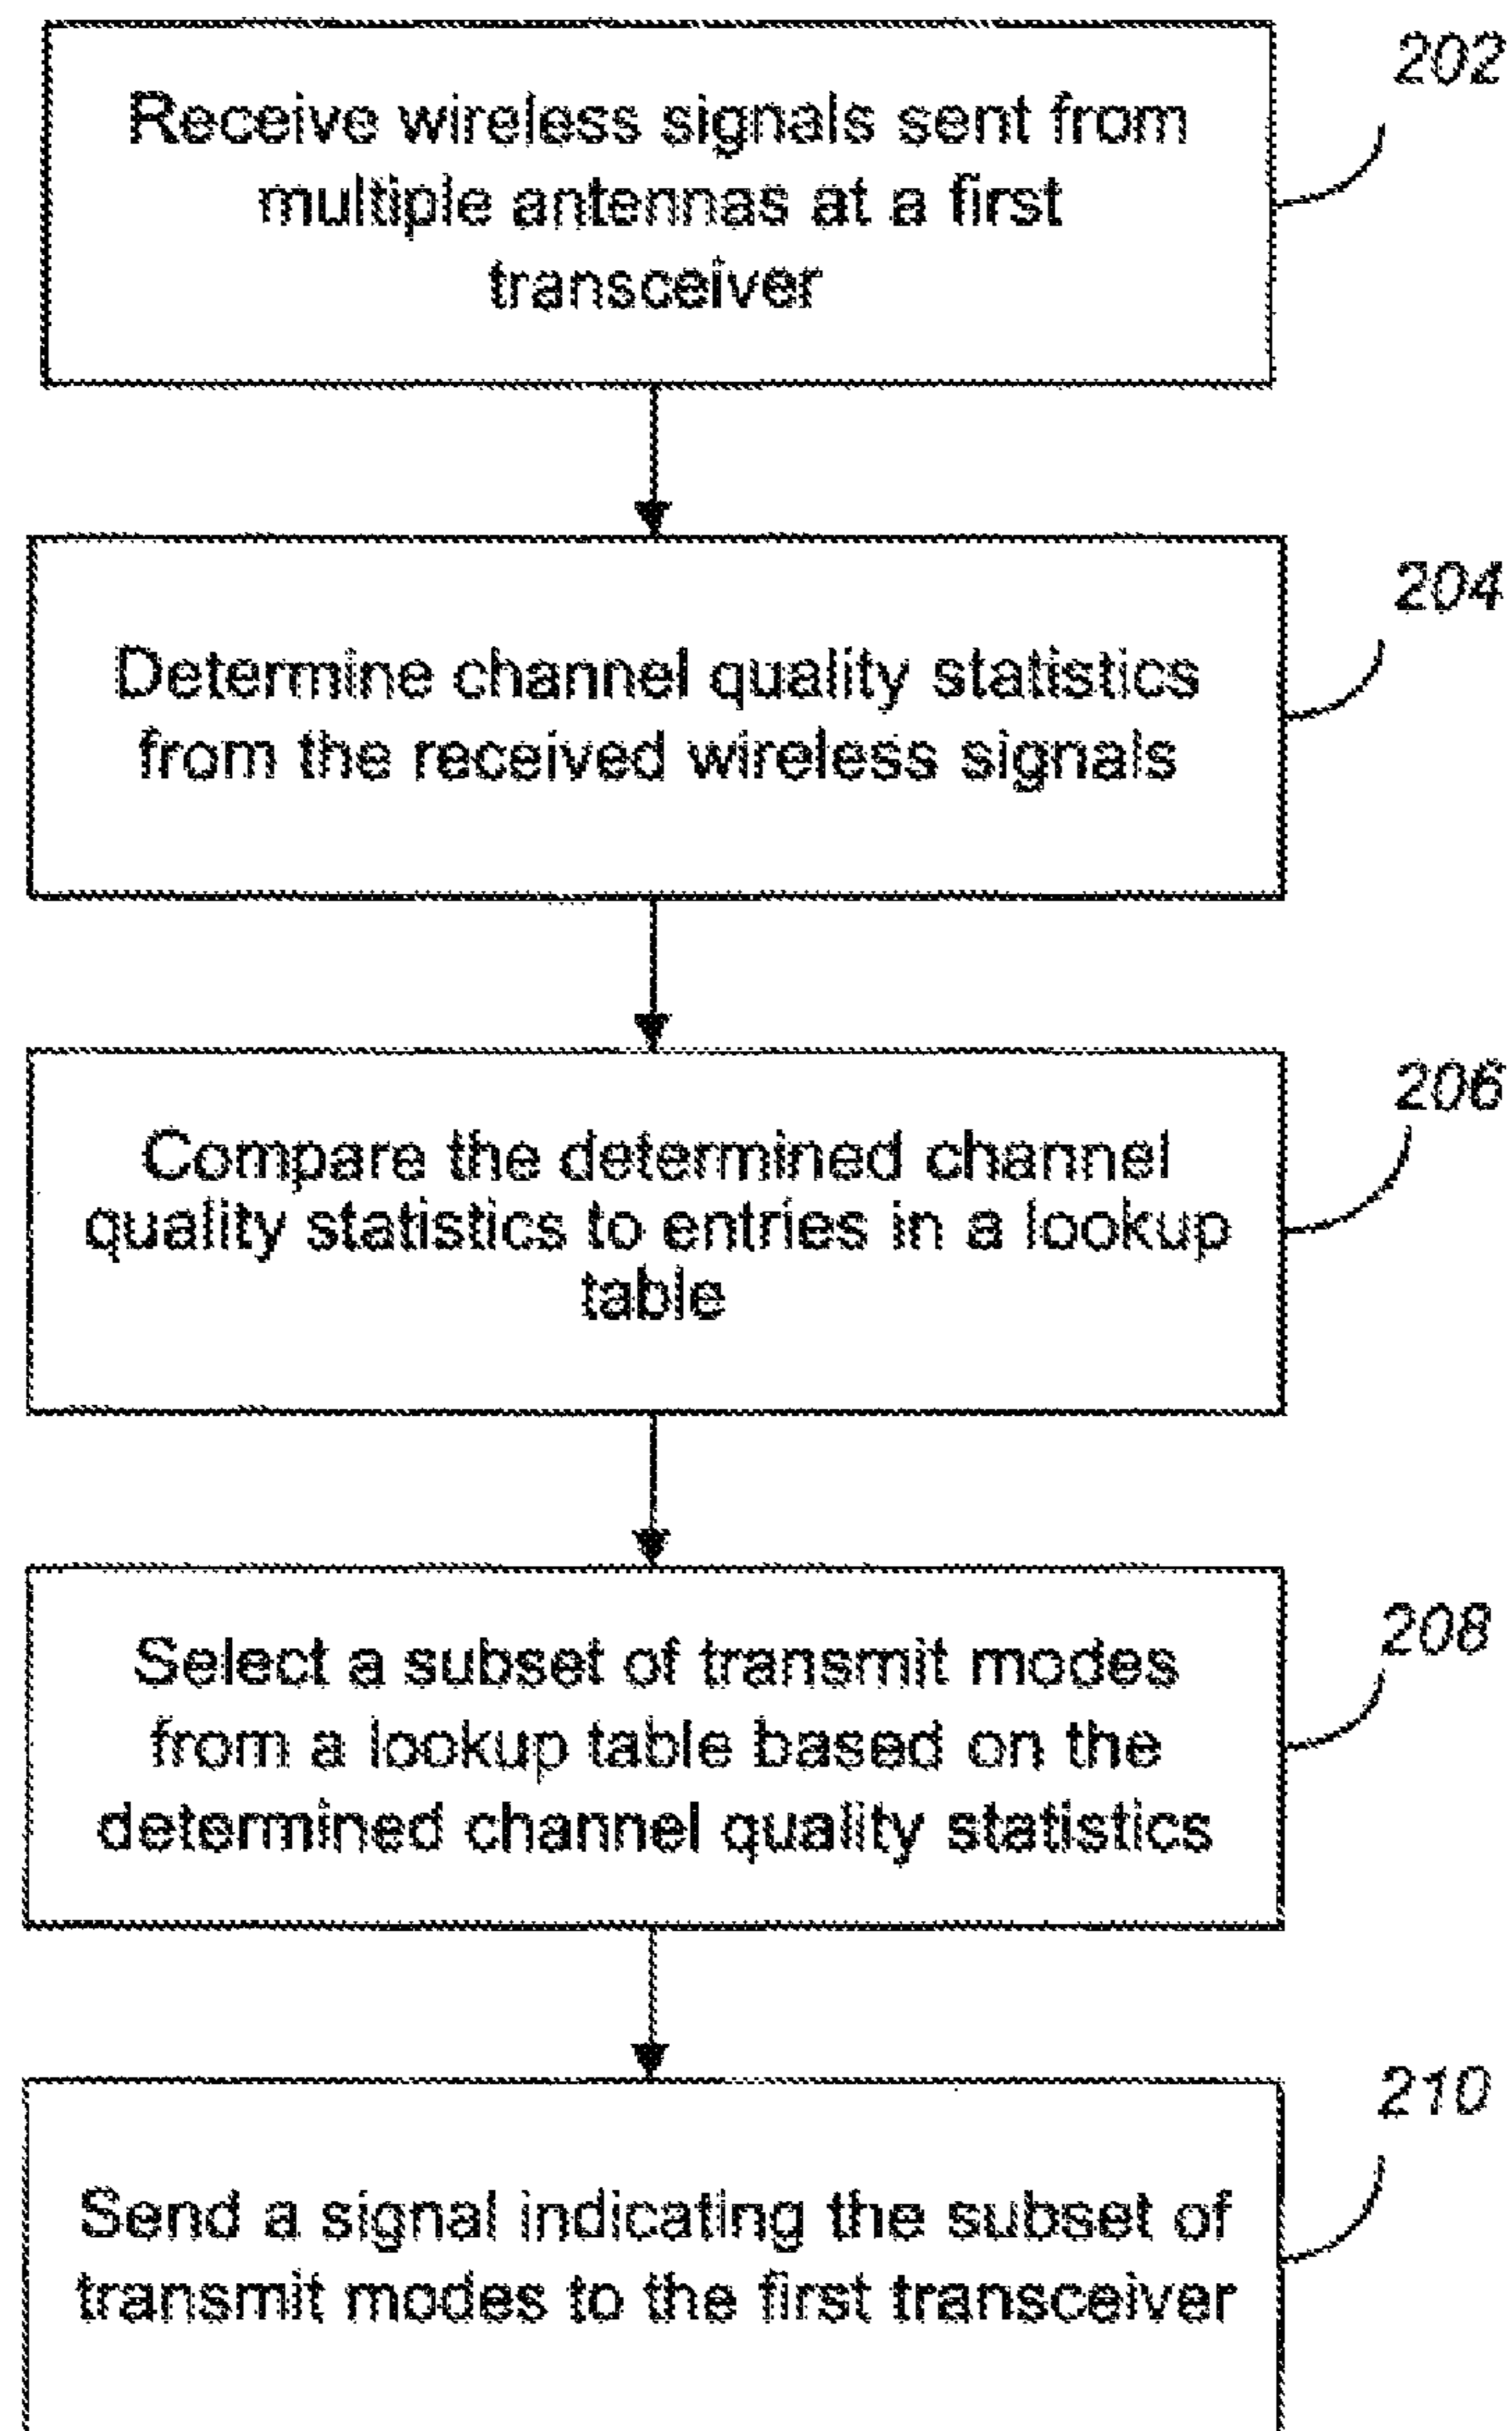 202
Receive wireless signals sent from
multiple antennas at a first
transceiver
204
Determine channel quality statistics
from the received wireless signals
206
Compare the determined channel
quality statistics to entries in a lookup
table
208
Select a subset of transmit modes
from a lookup table based on the
determined channel quality statistics
210
Send a signal indicating the subset of
transmit modes to the first transceiver